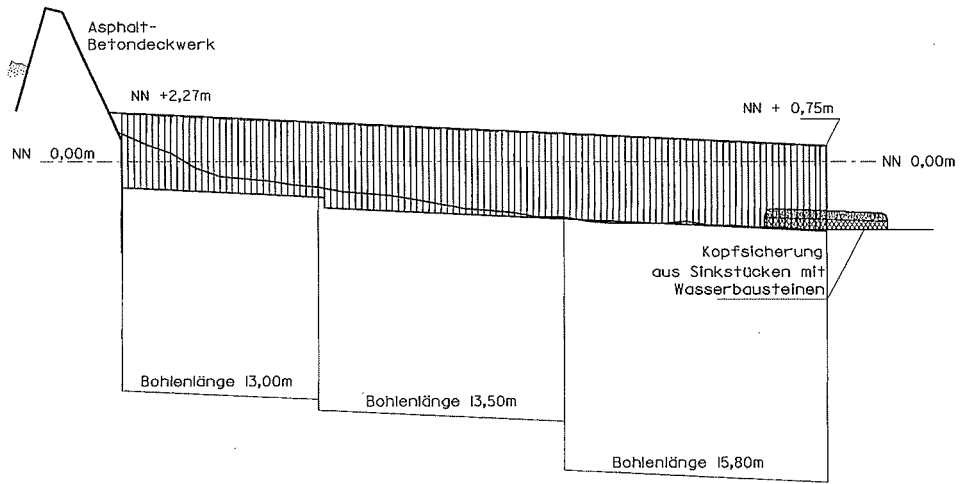 Asphalt-
Betondeckwerk
NN +2,27m
NN + 0,75m
NN 0,00m
NN 0,00m
Kopfsicherung
aus Sinkstücken mit
Wasserbausteinen
Bohlenlänge 13,00m
Bohlenlänge 13,50m
Bohlenlänge 15,80m